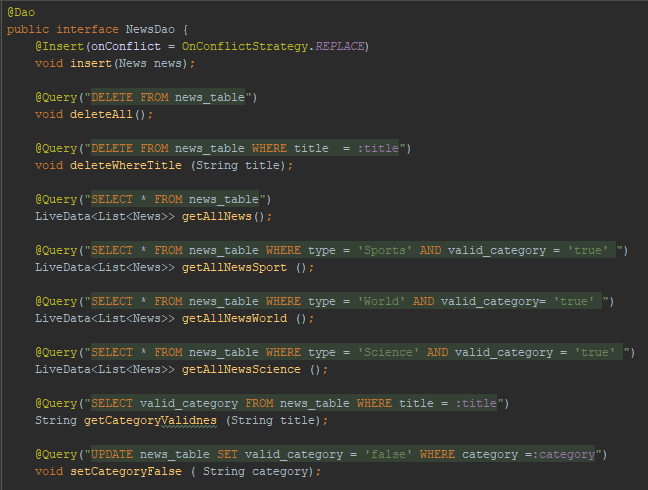 @Dao
public interface NewsDao {
@Insert(onConflict = OnConflictStrategy.REPLACE)
void insert(News news);
@Query("DELETE FROM news_table")
void deleteAll();
@Query("DELETE FROM news_table WHERE title  = :title")
void deleteWhereTitle (String title);
@Query("SELECT * FROM news_table")
LiveData<List<News>> getAllNews();
@Query("SELECT * FROM news_table WHERE type = 'Sports' AND valid_category = 'true' ")
LiveData<List<News>> getAllNewsSport ();
@Query("SELECT * FROM news_table WHERE type = 'World' AND valid_category= 'true' ")
LiveData<List<News>> getAllNewsWorld ();
@Query("SELECT * FROM news_table WHERE type = 'Science' AND valid_category = 'true' ")
LiveData<List<News>> getAllNewsScience ();
@Query("SELECT valid_category FROM news_table WHERE title = :title")
String getCategoryValidnes (String title);
@Query("UPDATE news_table SET valid_category = 'false' WHERE category =:category")
void setCategoryFalse ( String category);